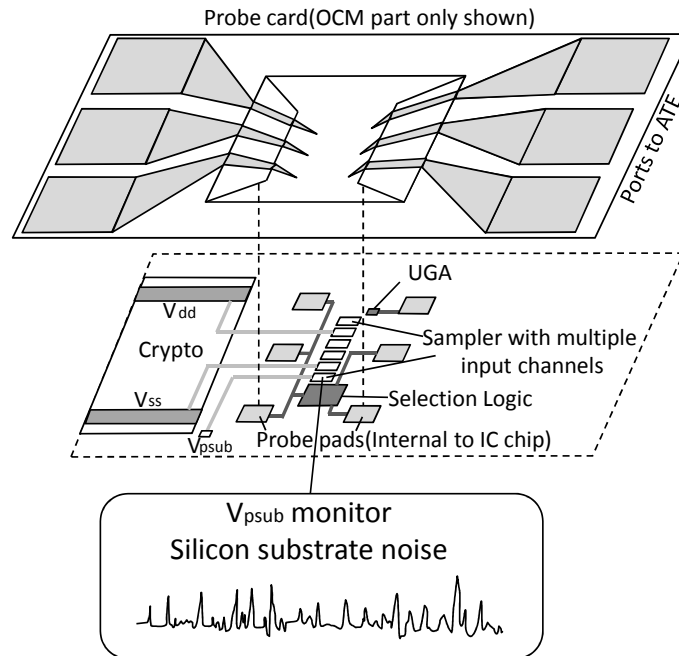 Probe card(OCM part only shown)
Ports to ATE
UGA
Vdd
Sampler with multiple
input channels
Crypto
Selection Logic
Vss
Vpsub
Probe pads(Internal to IC chip)
Vpsub monitor
Silicon substrate noise